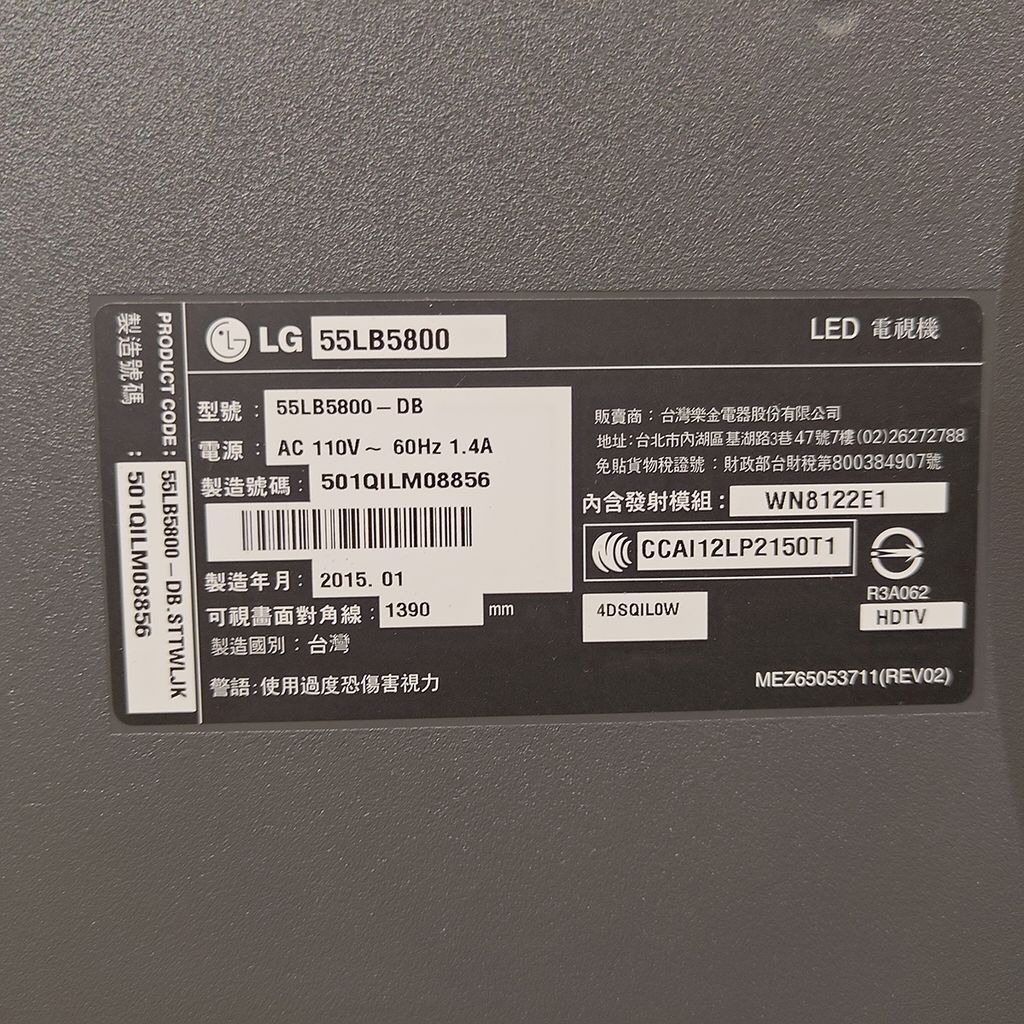 PRODUCT CODE : 55LB5800-DB.STTWLJK
製造號碼 : 501QILM08856
LG 55LB5800
LED 電視機
型號 : 55LB5800-DB
電源 : AC 110V ~ 60Hz 1.4A
製造號碼 : 501QILM08856
製造年月 : 2015. 01
可視畫面對角線 : 1390 mm
製造國別 : 台灣
警語:使用過度恐傷害視力
販賣商 : 台灣樂金電器股份有限公司
地址: 台北市內湖區基湖路3巷47號7樓(02)26272788
免貼貨物稅證號 : 財政部台財稅第800384907號
內含發射模組 : WN8122E1
CCAI12LP2150T1
R3A062
HDTV
4DSQIL0W
MEZ65053711(REV02)